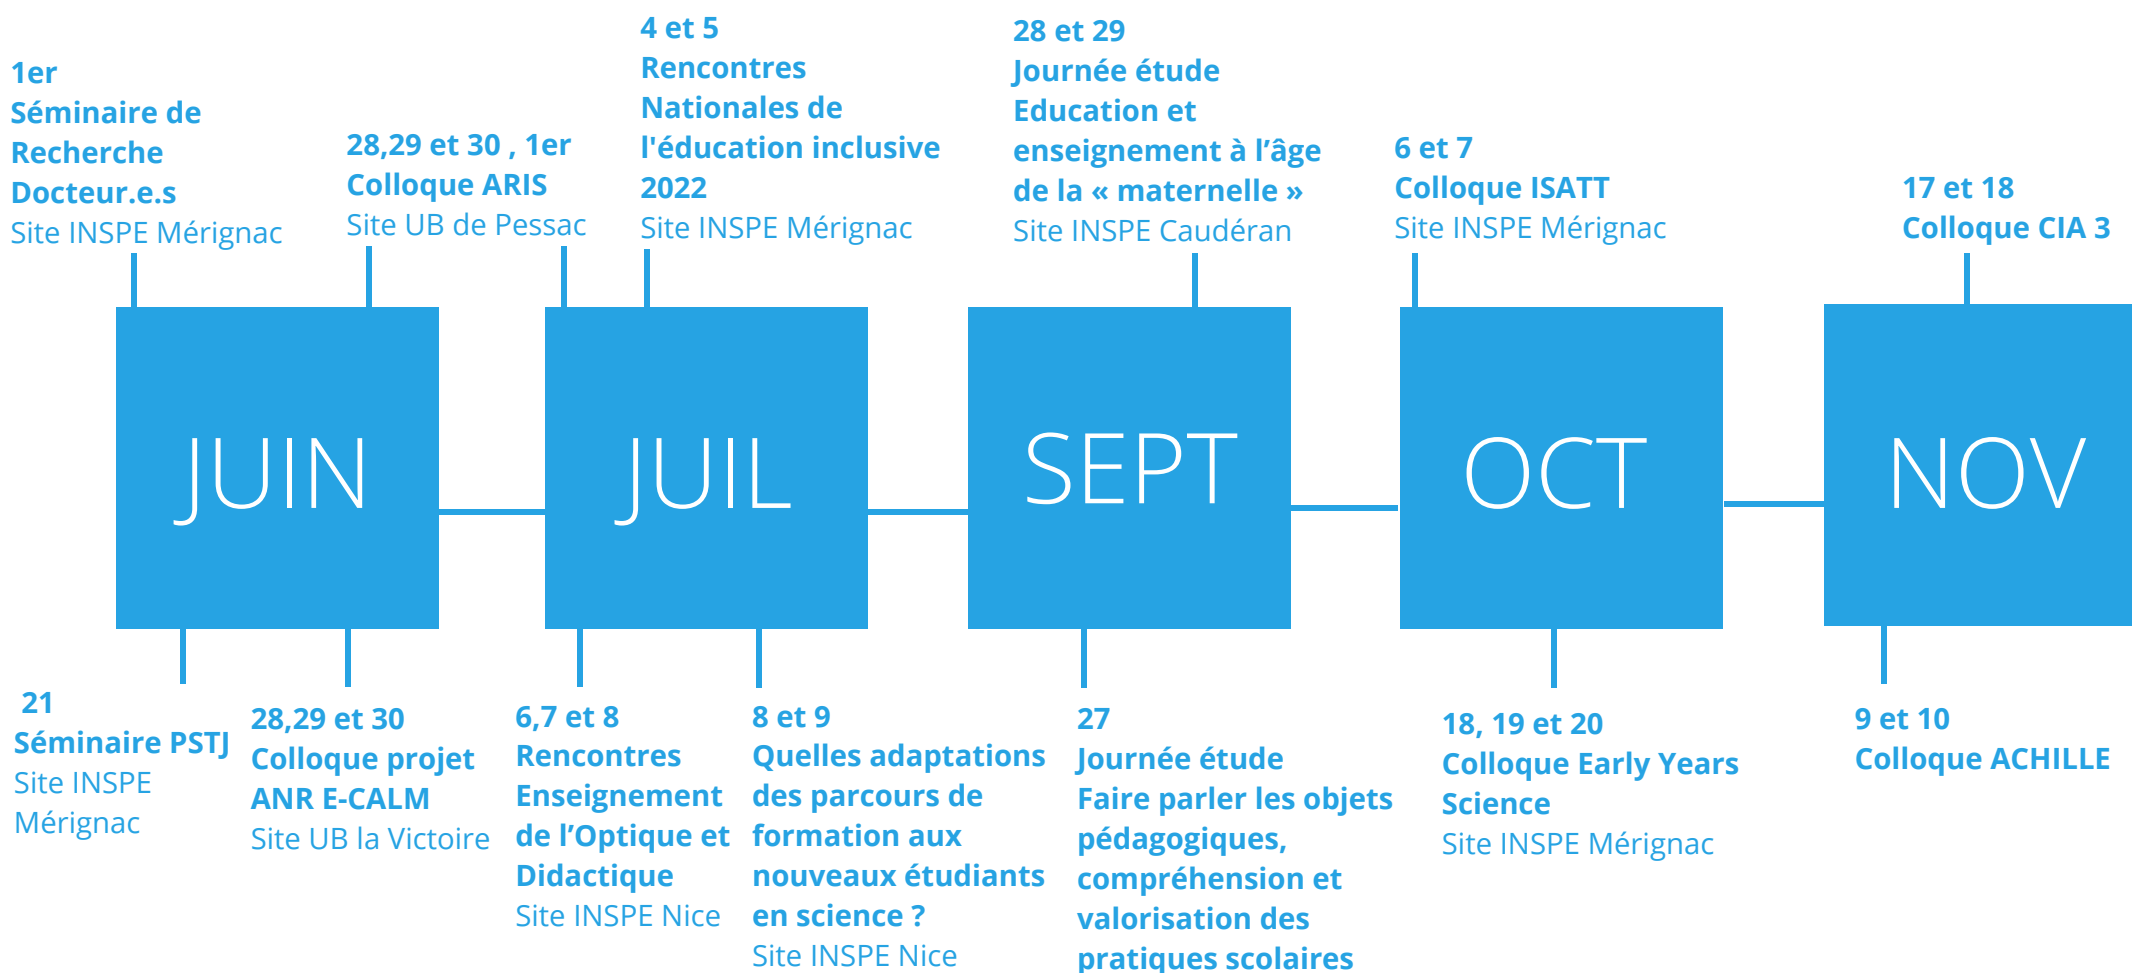 1er
Séminaire de
Recherche
Docteur.e.s
Site INSPE Mérignac
28,29 et 30 , 1er
Colloque ARIS
Site UB de Pessac
4 et 5
Rencontres
Nationales de
l'éducation inclusive
2022
Site INSPE Mérignac
28 et 29
Journée étude
Education et
enseignement à l’âge
de la « maternelle »
Site INSPE Caudéran
6 et 7
Colloque ISATT
Site INSPE Mérignac
17 et 18
Colloque CIA 3
JUIN
JUIL
SEPT
OCT
NOV
21
Séminaire PSTJ
Site INSPE
Mérignac
28,29 et 30
Colloque projet
ANR E-CALM
Site UB la Victoire
6,7 et 8
Rencontres
Enseignement
de l’Optique et
Didactique
Site INSPE Nice
8 et 9
Quelles adaptations
des parcours de
formation aux
nouveaux étudiants
en science ?
Site INSPE Nice
27
Journée étude
Faire parler les objets
pédagogiques,
compréhension et
valorisation des
pratiques scolaires
18, 19 et 20
Colloque Early Years
Science
Site INSPE Mérignac
9 et 10
Colloque ACHILLE